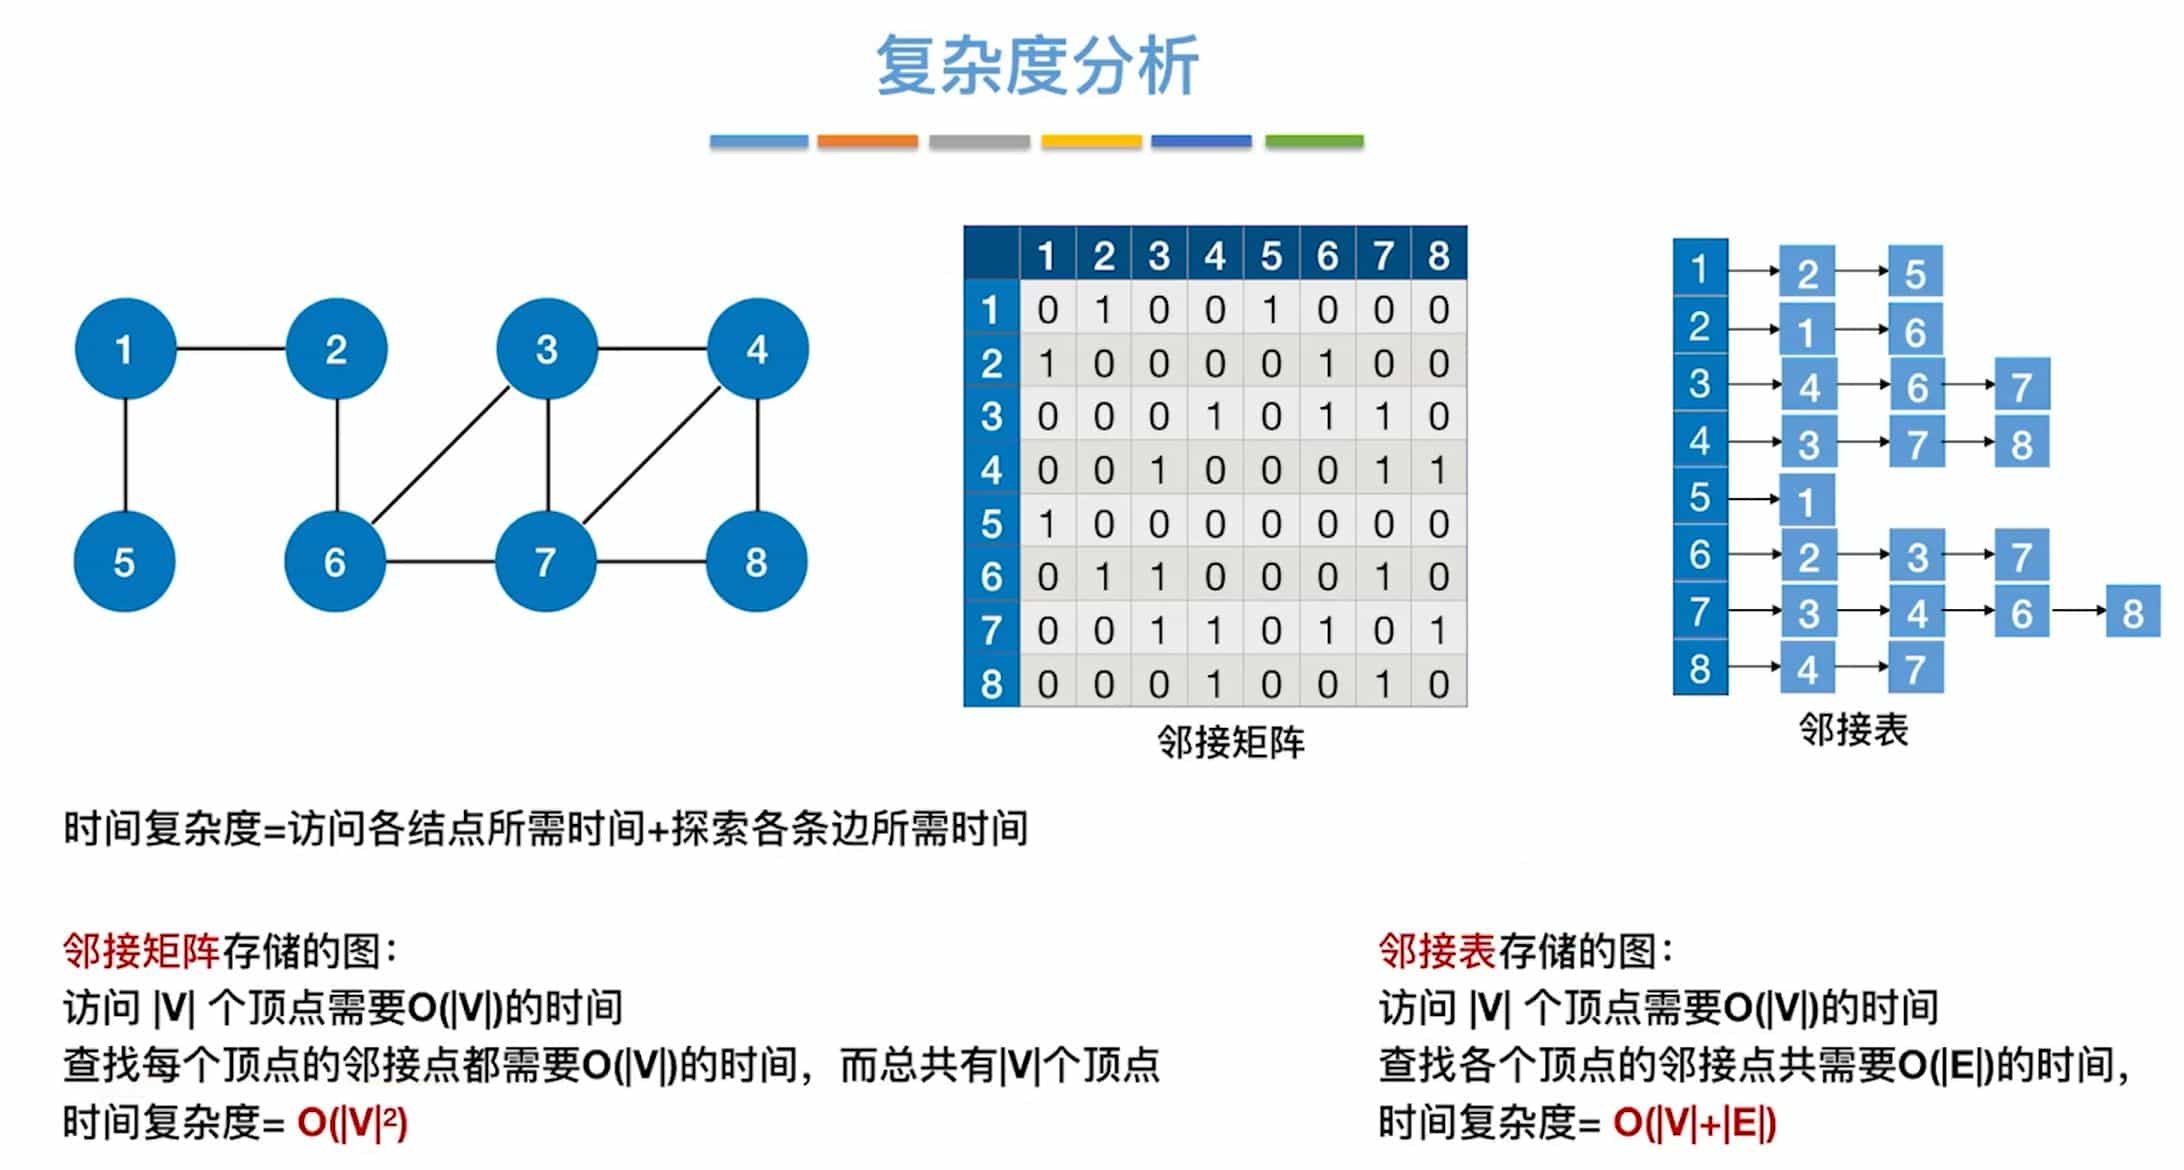 复杂度分析
1 2 3 4
5 6 7 8
1 2 3 4 5 6 7 8
1 0 1 0 0 1 0 0 0
2 1 0 0 0 0 1 0 0
3 0 0 0 1 0 1 1 0
4 0 0 1 0 0 0 1 1
5 1 0 0 0 0 0 0 0
6 0 1 1 0 0 0 1 0
7 0 0 1 1 0 1 0 1
8 0 0 0 1 0 0 1 0
邻接矩阵
1 2 5
2 1 6
3 4 6 7
4 3 7 8
5 1
6 2 3 7
7 3 4 6 8
8 4 7
邻接表
时间复杂度=访问各结点所需时间+探索各条边所需时间
邻接矩阵存储的图：
访问 |V| 个顶点需要O(|V|)的时间
查找每个顶点的邻接点都需要O(|V|)的时间，而总共有|V|个顶点
时间复杂度= O(|V|²)
邻接表存储的图：
访问 |V| 个顶点需要O(|V|)的时间
查找各个顶点的邻接点共需要O(|E|)的时间，
时间复杂度= O(|V|+|E|)